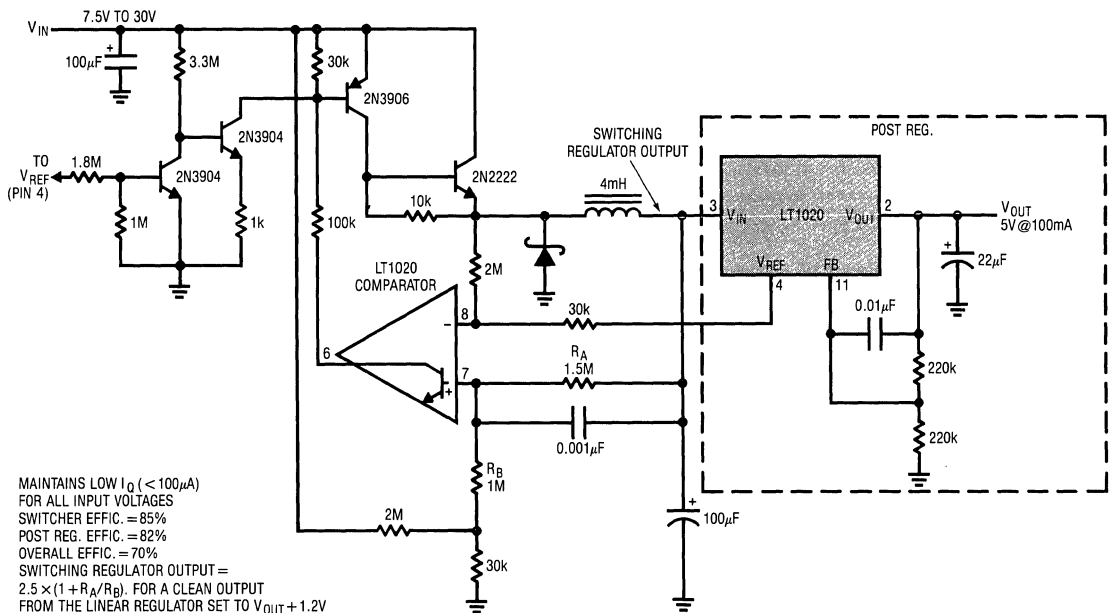 7.5V TO 30V
VIN
100µF
+
3.3M
30k
2N3906
2N3904
TO
VREF
(PIN 4)
1.8M
2N3904
2N2222
1M
1k
100k
10k
SWITCHING
REGULATOR OUTPUT
4mH
POST REG.
3
VIN
LT1020
VOUT
2
VREF
FB
4
11
VOUT
5V@100mA
+
22µF
0.01µF
220k
220k
LT1020
COMPARATOR
2M
8
–
30k
6
7
+
RA
1.5M
0.001µF
RB
1M
2M
30k
+
100µF
MAINTAINS LOW IQ (<100µA)
FOR ALL INPUT VOLTAGES
SWITCHER EFFIC. = 85%
POST REG. EFFIC. = 82%
OVERALL EFFIC. = 70%
SWITCHING REGULATOR OUTPUT =
2.5 × (1 + RA/RB). FOR A CLEAN OUTPUT
FROM THE LINEAR REGULATOR SET TO VOUT + 1.2V